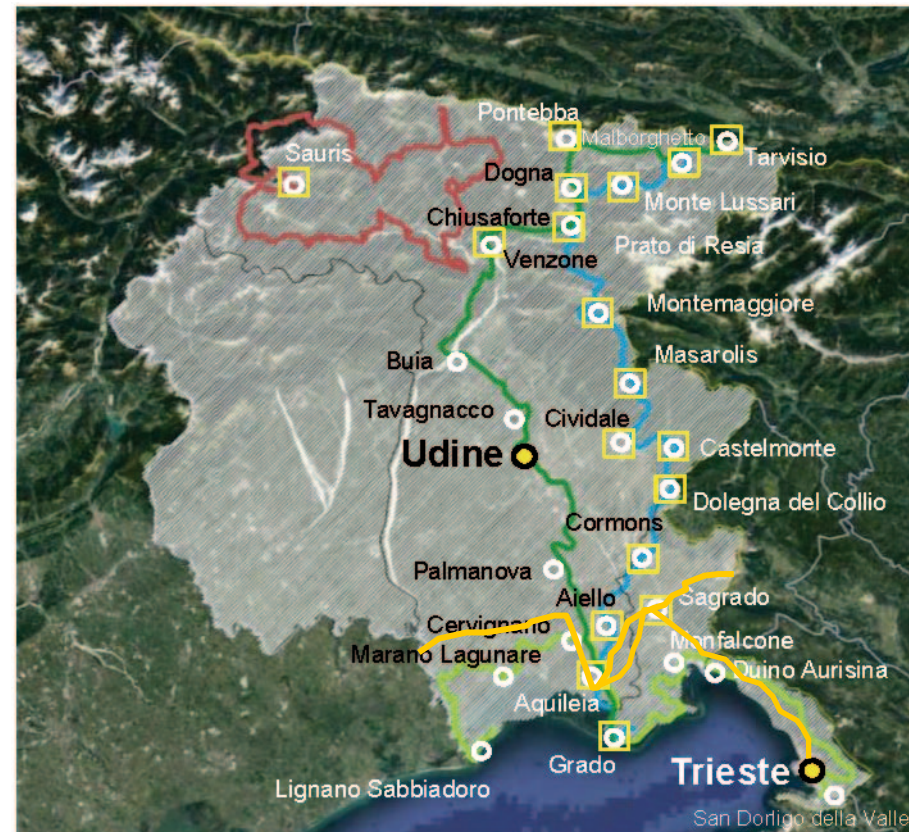 Pontebba
Malborghetto
Tarvisio
Sauris
Dogna
Monte Lussari
Chiusaforte
Prato di Resia
Venzone
Montemaggiore
Buia
Masarolis
Tavagnacco
Cividale
Udine
Castelmonte
Dolegna del Collio
Cormons
Palmanova
Aiello
Sagrado
Cervignano
Monfalcone
Marano Lagunare
Duino Aurisina
Aquileia
Grado
Trieste
Lignano Sabbiadoro
San Dorligo della Valle